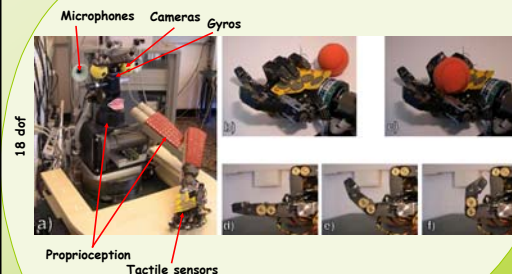 Microphones
Cameras
Gyros
18 dof
a)
b)
c)
d)
e)
f)
Proprioception
Tactile sensors